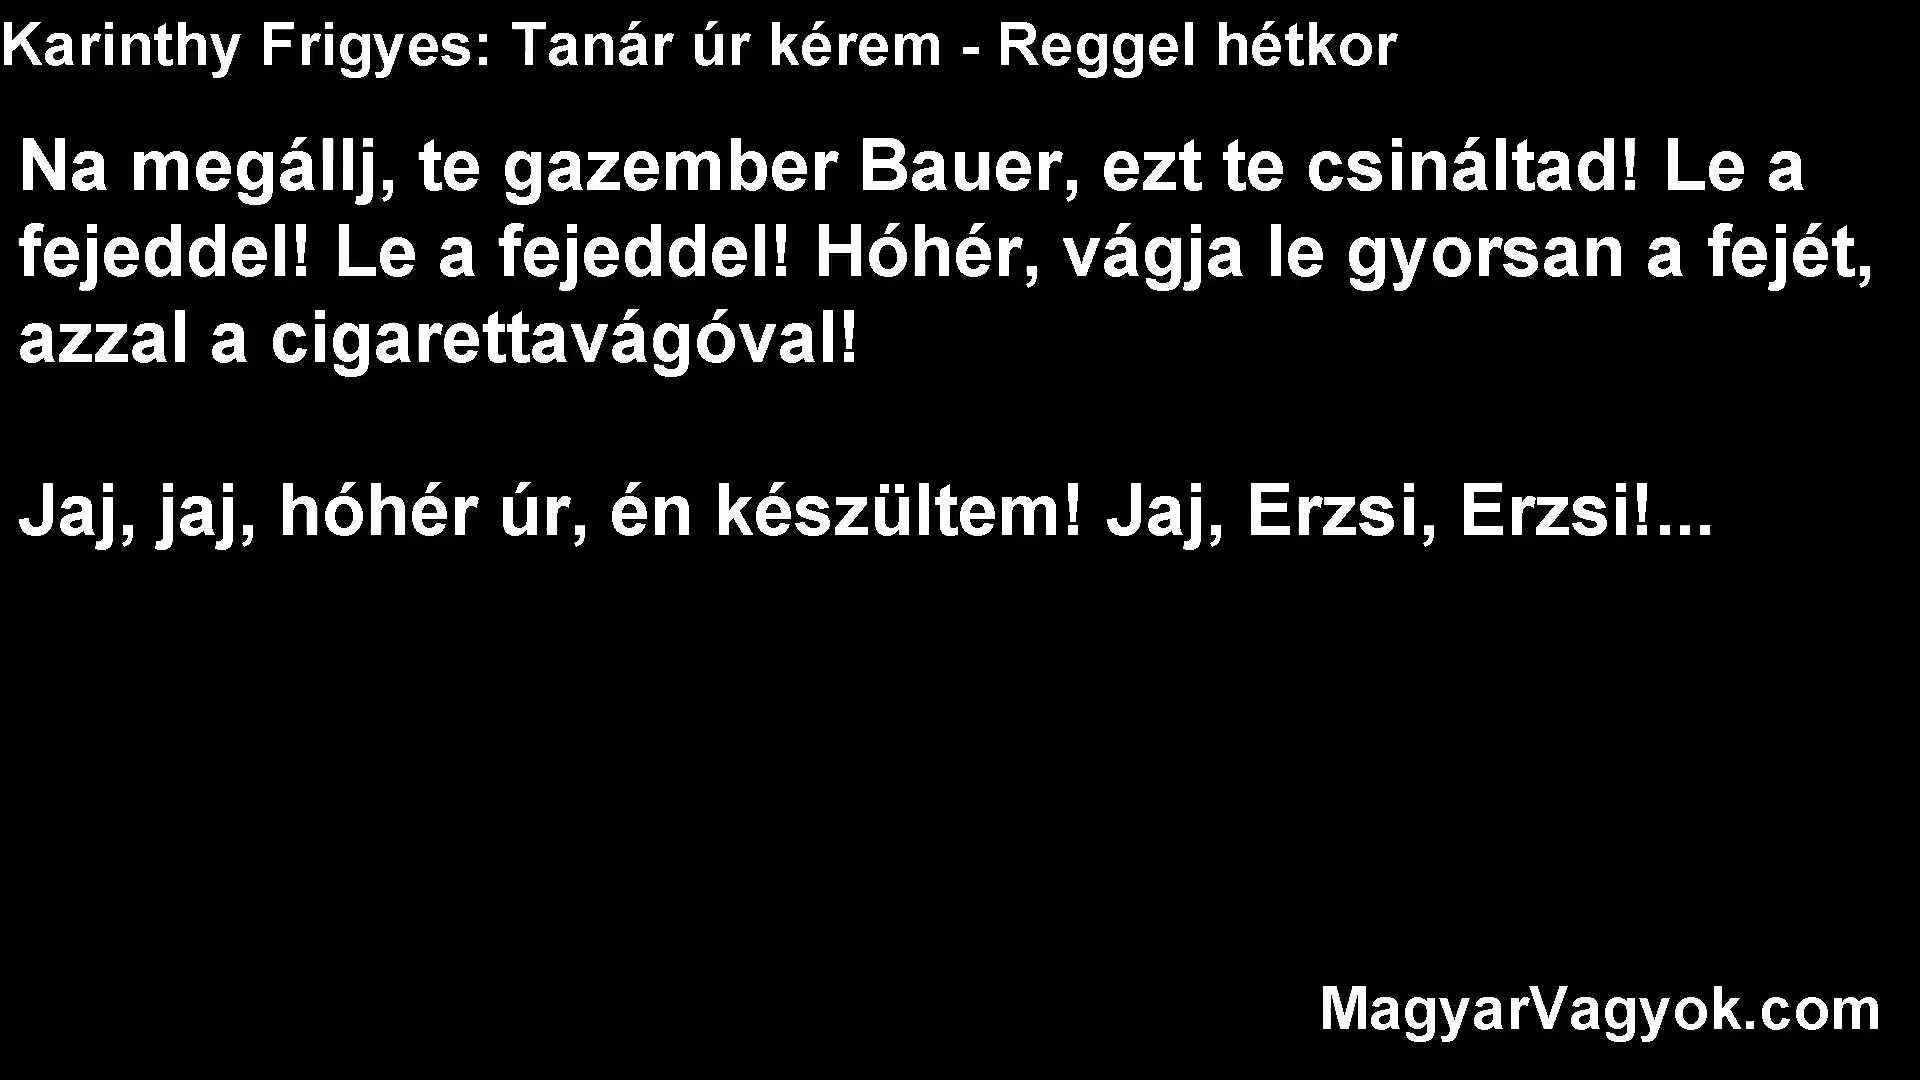 Karinthy Frigyes: Tanár úr kérem - Reggel hétkor
Na megállj, te gazember Bauer, ezt te csináltad! Le a
fejeddel! Le a fejeddel! Hóhér, vágja le gyorsan a fejét,
azzal a cigarettavágóval!
Jaj, jaj, hóhér úr, én készültem! Jaj, Erzsi, Erzsi!...
MagyarVagyok.com